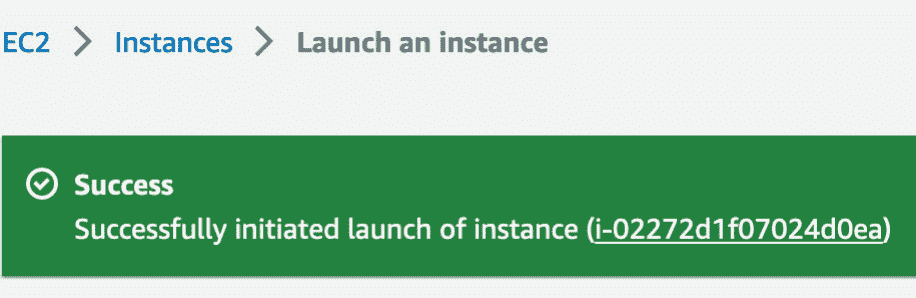 EC2 > Instances > Launch an instance
Success
Successfully initiated launch of instance (i-02272d1f07024d0ea)